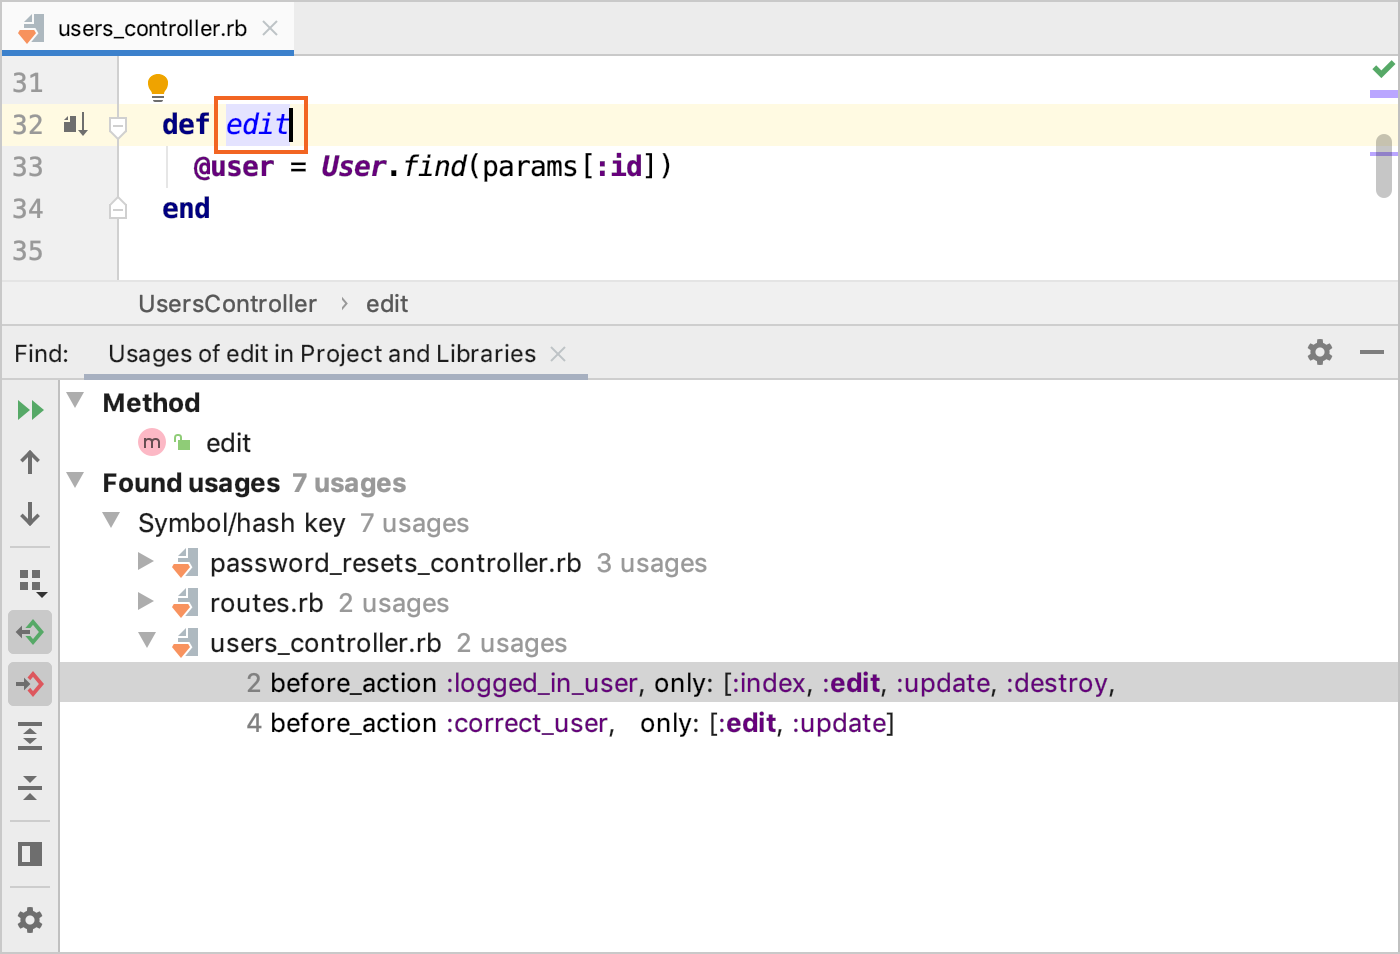 users_controller.rb
31
32 def edit
33 @user = User.find(params[:id])
34 end
35
UsersController › edit
Find: Usages of edit in Project and Libraries
Method
m edit
Found usages 7 usages
Symbol/hash key 7 usages
password_resets_controller.rb 3 usages
routes.rb 2 usages
users_controller.rb 2 usages
2 before_action :logged_in_user, only: [:index, :edit, :update, :destroy,
4 before_action :correct_user, only: [:edit, :update]